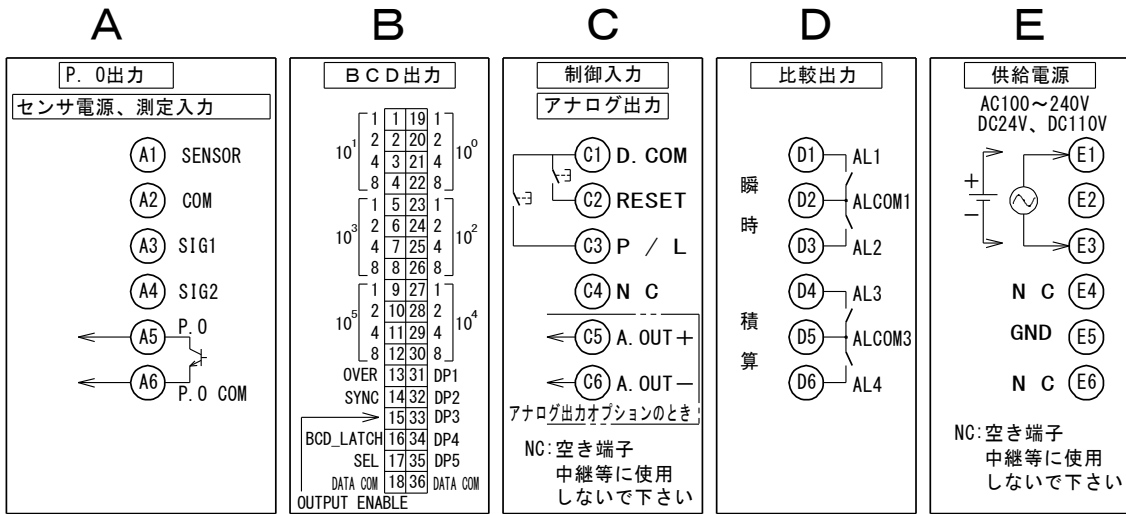 A
P. O出力
センサ電源、測定入力
A1 SENSOR
A2 COM
A3 SIG1
A4 SIG2
A5 P.O
A6 P.O COM
B
BCD出力
10¹ 1 1 19 1 10⁰
2 2 20 2
4 3 21 4
8 4 22 8
10³ 1 5 23 1 10²
2 6 24 2
4 7 25 4
8 8 26 8
10⁵ 1 9 27 1 10⁴
2 10 28 2
4 11 29 4
8 12 30 8
OVER 13 31 DP1
SYNC 14 32 DP2
15 33 DP3
BCD_LATCH 16 34 DP4
SEL 17 35 DP5
DATA COM 18 36 DATA COM
OUTPUT ENABLE
C
制御入力
アナログ出力
C1 D. COM
C2 RESET
C3 P / L
C4 N C
C5 A. OUT+
C6 A. OUT−
アナログ出力オプションのとき
NC:空き端子
中継等に使用
しないで下さい
D
比較出力
瞬時
D1 AL1
D2 ALCOM1
D3 AL2
積算
D4 AL3
D5 ALCOM3
D6 AL4
E
供給電源
AC100～240V
DC24V、DC110V
+
−
E1
E2
E3
N C E4
GND E5
N C E6
NC:空き端子
中継等に使用
しないで下さい